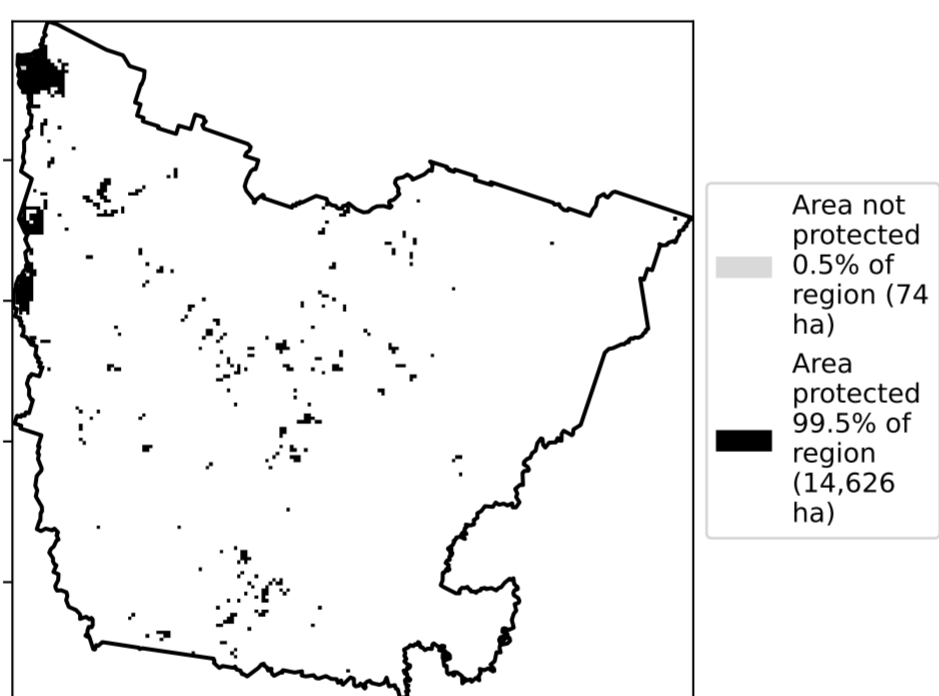 Area not
protected
0.5% of
region (74
ha)
Area
protected
99.5% of
region
(14,626
ha)